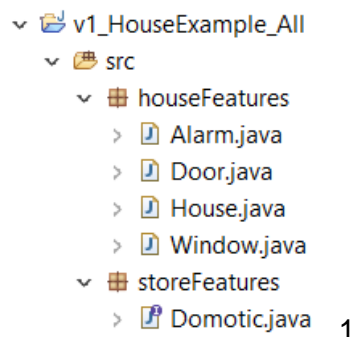 v1_HouseExample_All
src
houseFeatures
Alarm.java
Door.java
House.java
Window.java
storeFeatures
Domotic.java 1